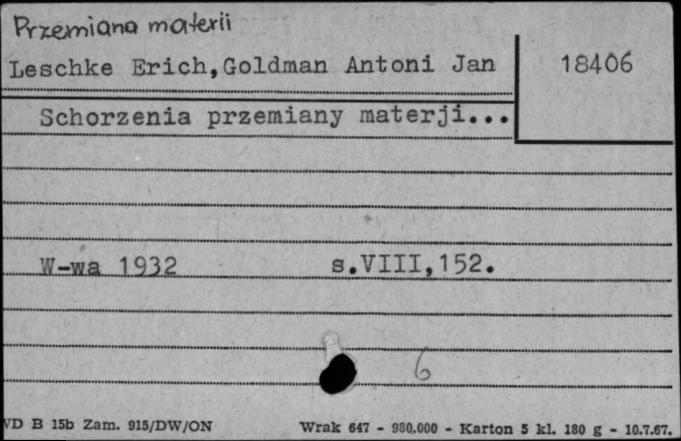 Przemiana materii
Leschke Erich,Goldman Antoni Jan
18406
Schorzenia przemiany materji...
W-wa 1932 s.VIII,152.
6
VD B 15b Zam. 915/DW/ON Wrak 647 - 980.000 - Karton 5 kl. 180 g - 10.7.67.